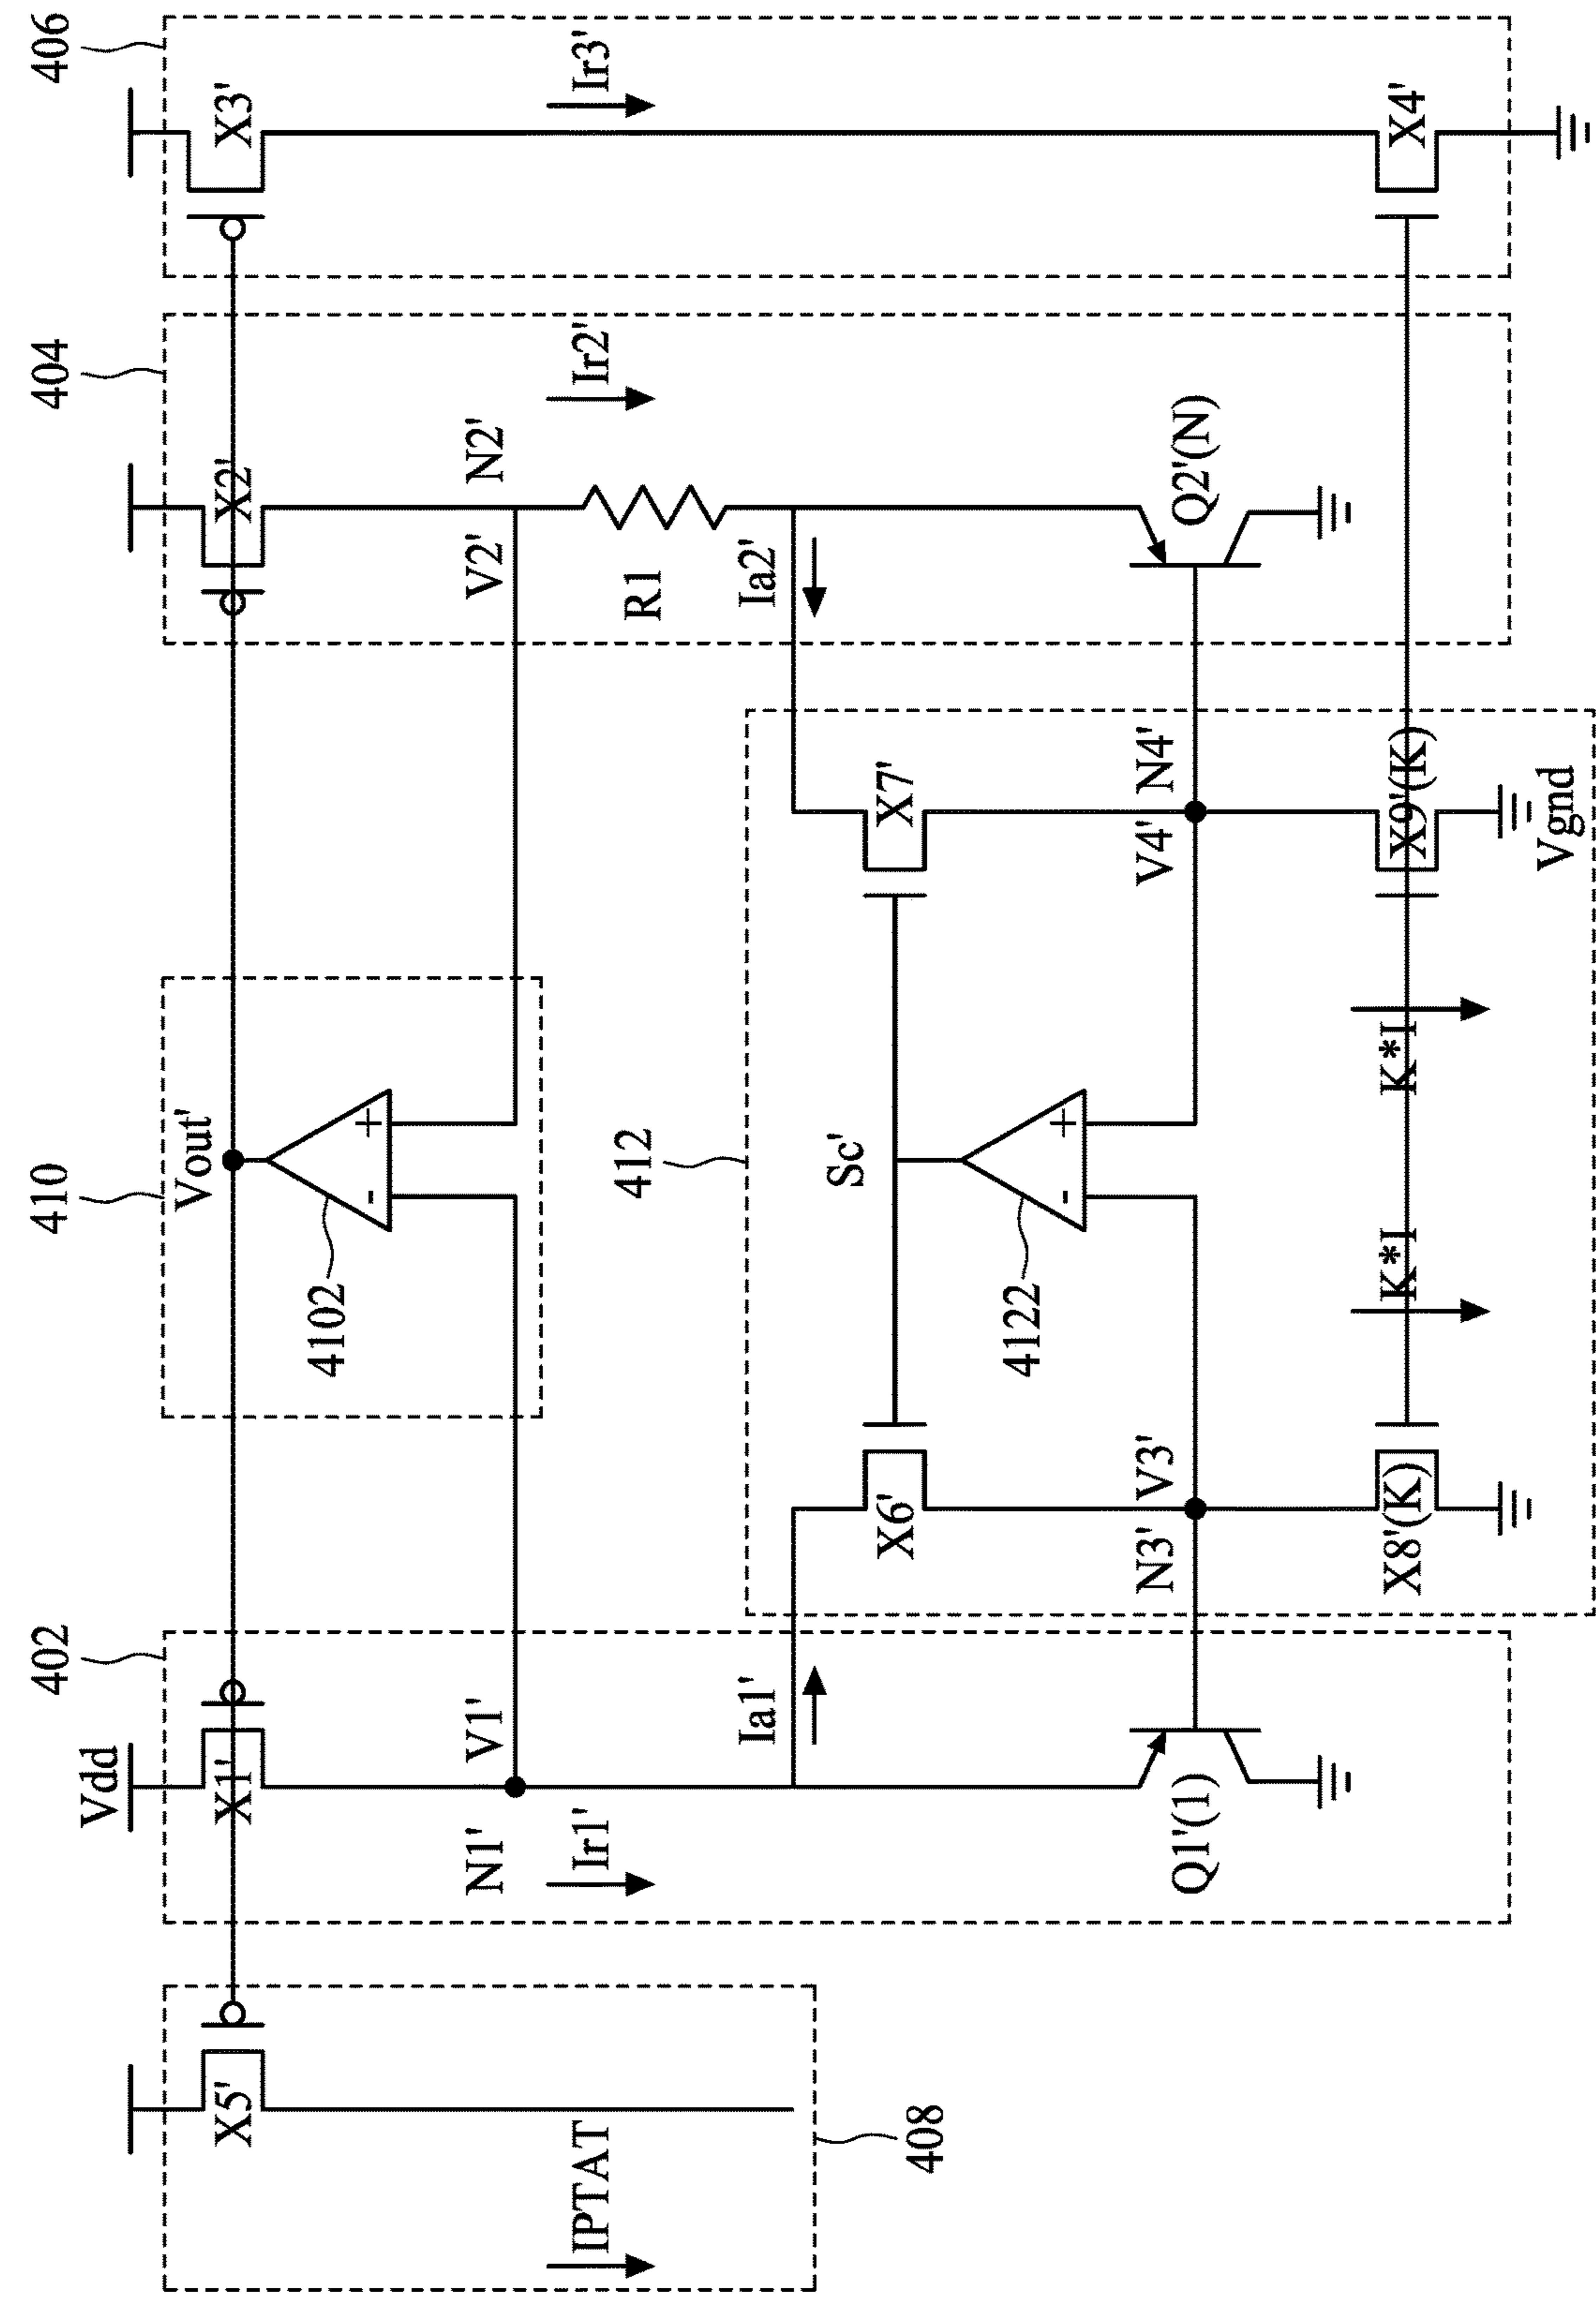 406
X3'
Ir3'
X4'
404
X2'
N2'
V2'
Ir2'
R1
Ia2'
Q2'(N)
410
Vout'
+
-
4102
412
X7'
N4'
V4'
X9'(K)
Vgnd
Sc'
+
-
4122
K*I
K*I
X6'
V3'
N3'
X8'(K)
402
Vdd
X1'
V1'
N1'
Ir1'
Ia1'
Q1'(1)
X5'
IPTAT
408